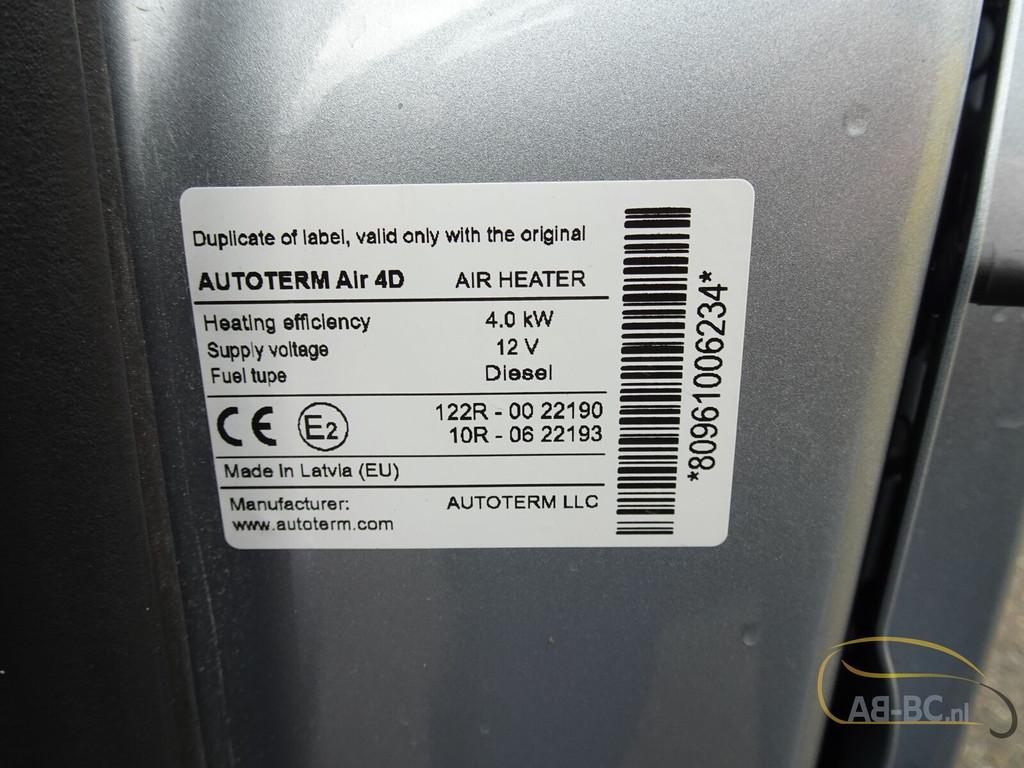 Duplicate of label, valid only with the original
AUTOTERM Air 4D AIR HEATER
Heating efficiency 4.0 kW
Supply voltage 12 V
Fuel tupe Diesel
CE E2 122R - 00 22190
10R - 06 22193
Made in Latvia (EU)
Manufacturer: AUTOTERM LLC
www.autoterm.com
*80961006234*
AB-BC.nl